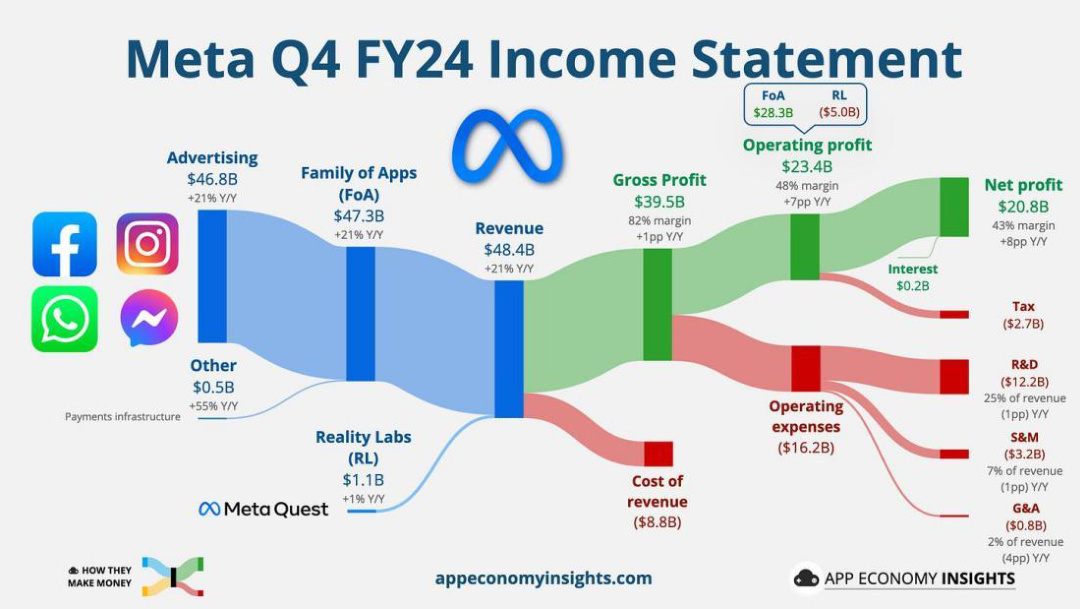 Meta Q4 FY24 Income Statement
FoA RL
$28.3B ($5.0B)
Operating profit
$23.4B
48% margin
+7pp Y/Y
Advertising
$46.8B
+21% Y/Y
Family of Apps
(FoA)
$47.3B
+21% Y/Y
Revenue
$48.4B
+21% Y/Y
Gross Profit
$39.5B
82% margin
+1pp Y/Y
Net profit
$20.8B
43% margin
+8pp Y/Y
Interest
$0.2B
Tax
($2.7B)
Other
$0.5B
+55% Y/Y
Payments infrastructure
Reality Labs
(RL)
$1.1B
+1% Y/Y
Meta Quest
Cost of
revenue
($8.8B)
Operating
expenses
($16.2B)
R&D
($12.2B)
25% of revenue
(1pp) Y/Y
S&M
($3.2B)
7% of revenue
(1pp) Y/Y
G&A
($0.8B)
2% of revenue
(4pp) Y/Y
HOW THEY
MAKE MONEY
appeconomyinsights.com
APP ECONOMY INSIGHTS